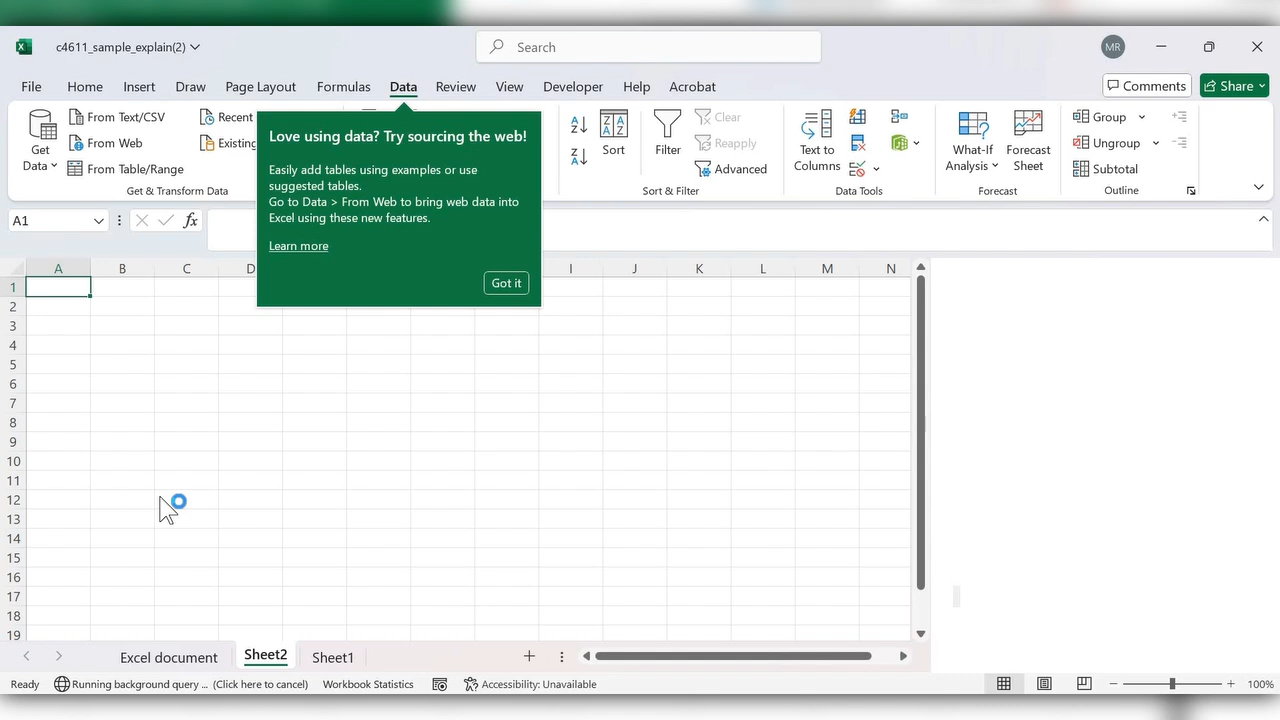 c4611_sample_explain(2)
Search
MR
File Home Insert Draw Page Layout Formulas Data Review View Developer Help Acrobat
Comments
Share
Get Data
From Text/CSV
From Web
From Table/Range
Recent
Existing
Get & Transform Data
Love using data? Try sourcing the web!
Easily add tables using examples or use
suggested tables.
Go to Data > From Web to bring web data into
Excel using these new features.
Learn more
Got it
Sort
Filter
Clear
Reapply
Advanced
Sort & Filter
Text to
Columns
Data Tools
What-If
Analysis
Forecast
Sheet
Forecast
Group
Ungroup
Subtotal
Outline
A1
fx
A B C D I J K L M N
1
2
3
4
5
6
7
8
9
10
11
12
13
14
15
16
17
18
19
Excel document Sheet2 Sheet1
Ready Running background query ... (Click here to cancel) Workbook Statistics Accessibility: Unavailable 100%